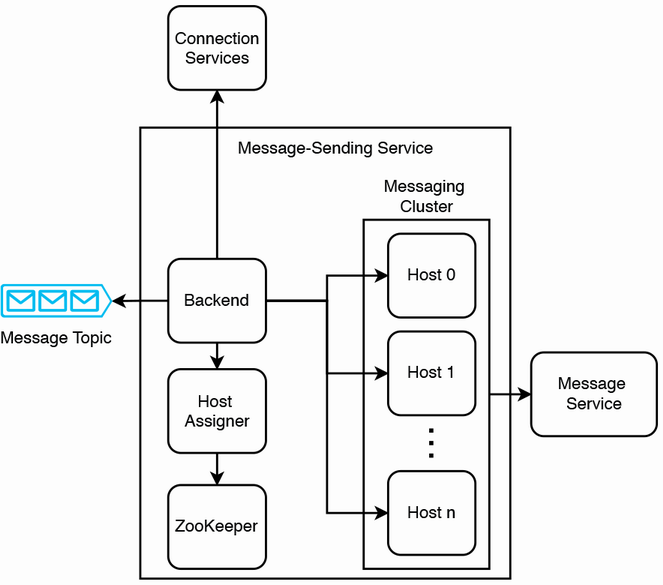 Connection
Services
Message-Sending Service
Messaging
Cluster
Backend
Host 0
Message Topic
Host
Assigner
Host 1
Message
Service
ZooKeeper
Host n